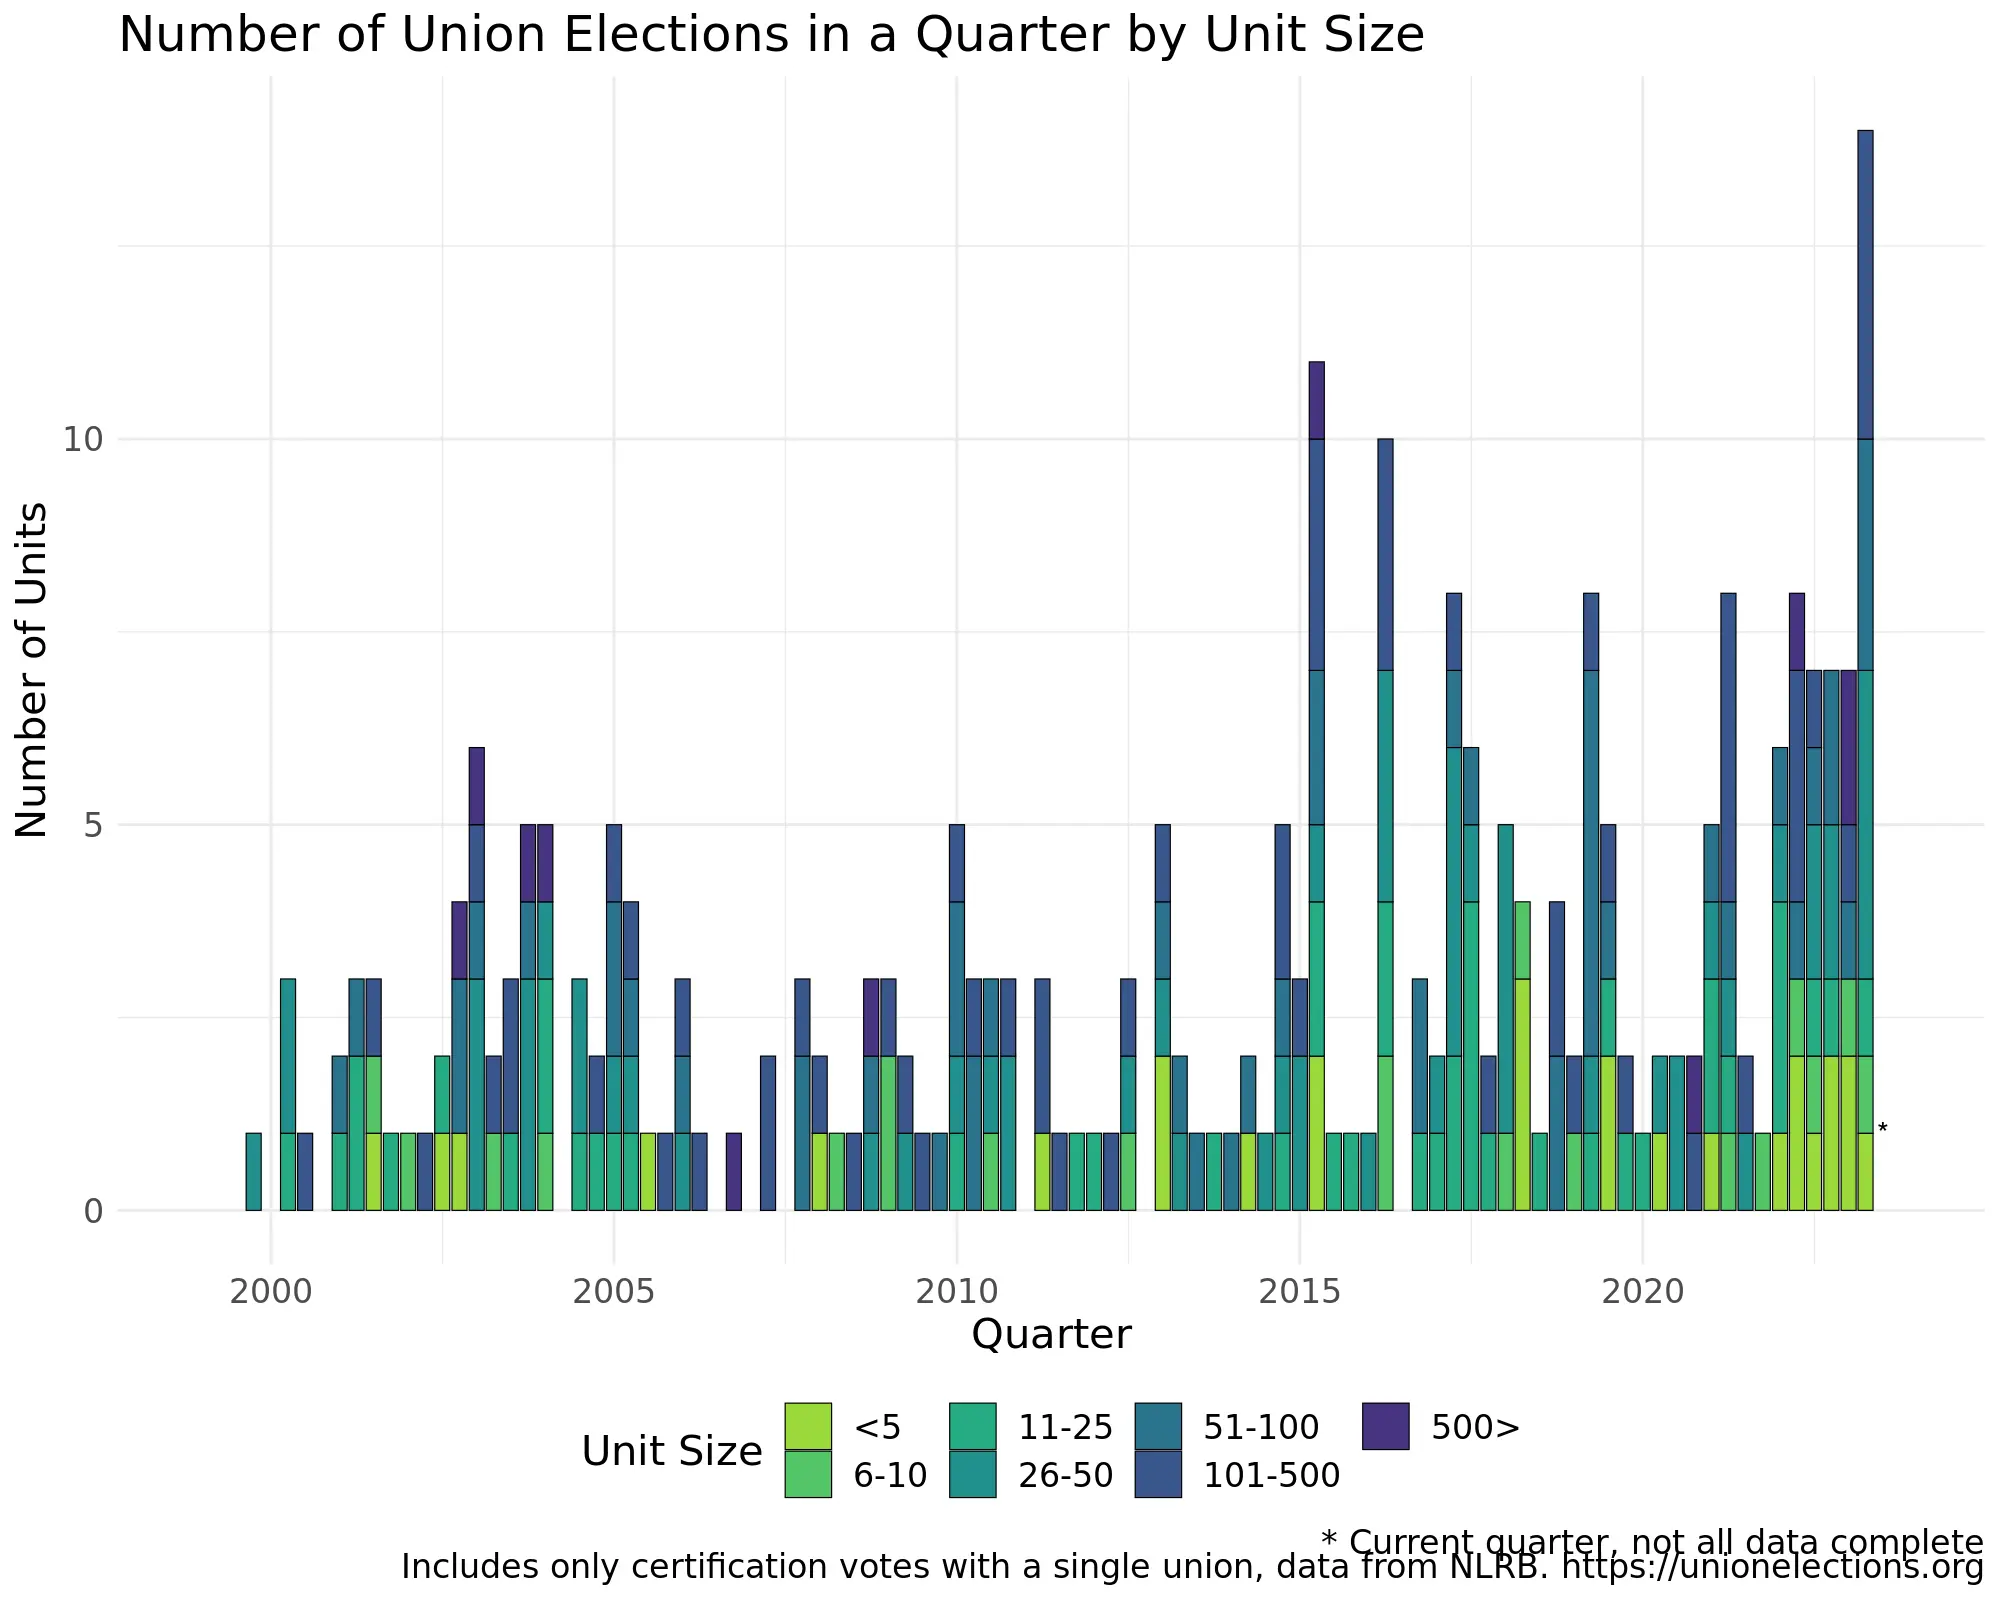 Number of Union Elections in a Quarter by Unit Size
Number of Units
10
5
0
*
2000 2005 2010 2015 2020
Quarter
Unit Size
<5 11-25 51-100 500>
6-10 26-50 101-500
* Current quarter, not all data complete
Includes only certification votes with a single union, data from NLRB. https://unionelections.org